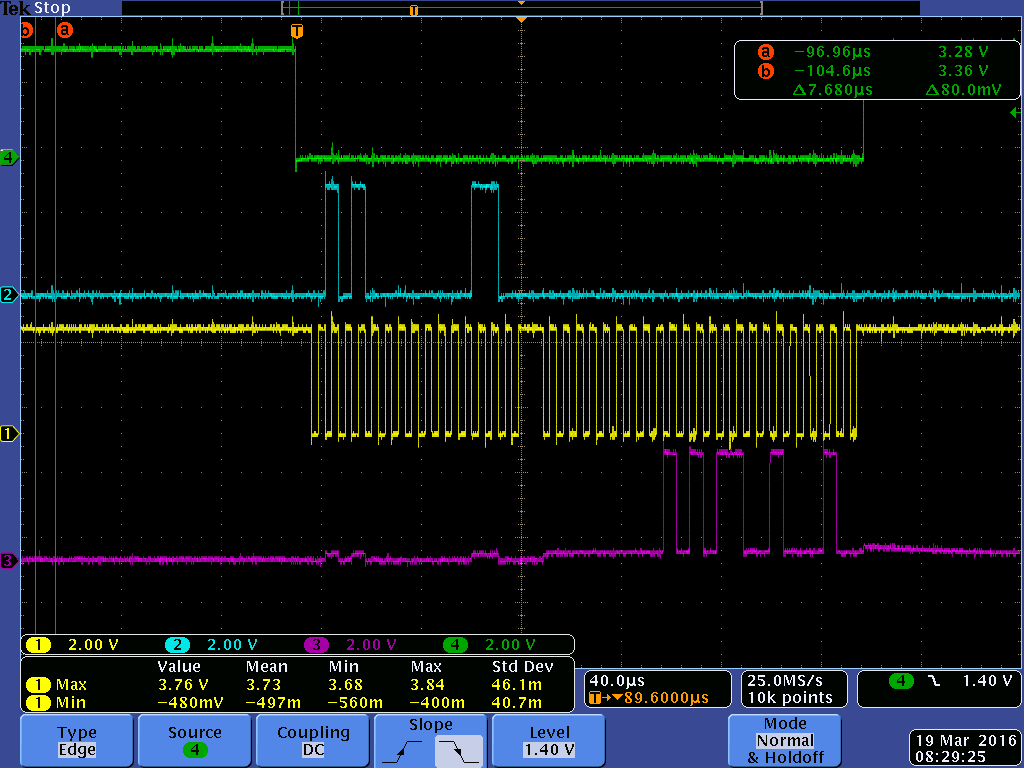 Tek Stop
T
b a T
a −96.96µs 3.28 V
b −104.6µs 3.36 V
Δ7.680µs Δ80.0mV
4
2
1
3
1 2.00 V 2 2.00 V 3 2.00 V 4 2.00 V
Value Mean Min Max Std Dev
1 Max 3.76 V 3.73 3.68 3.84 46.1m
1 Min −480mV −497m −560m −400m 40.7m
40.0µs
T→▼89.6000µs
25.0MS/s
10k points
4 1.40 V
Type
Edge
Source
4
Coupling
DC
Slope
Level
1.40 V
Mode
Normal
& Holdoff
19 Mar 2016
08:29:25